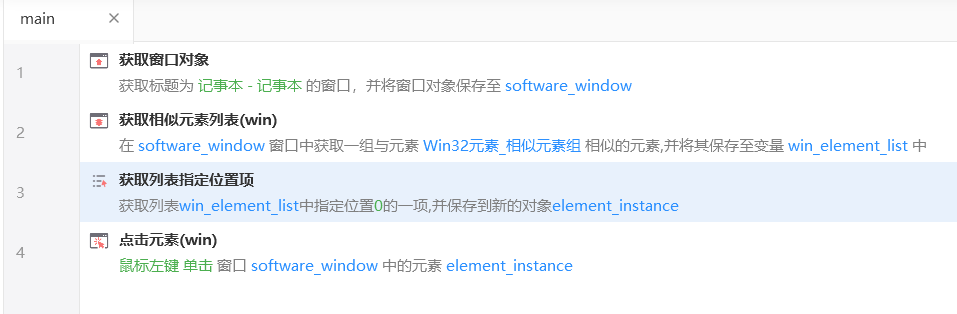 main
1
获取窗口对象
获取标题为 记事本 - 记事本 的窗口，并将窗口对象保存至 software_window
2
获取相似元素列表(win)
在 software_window 窗口中获取一组与元素 Win32元素_相似元素组 相似的元素,并将其保存至变量 win_element_list 中
3
获取列表指定位置项
获取列表win_element_list中指定位置0的一项,并保存到新的对象element_instance
4
点击元素(win)
鼠标左键 单击 窗口 software_window 中的元素 element_instance